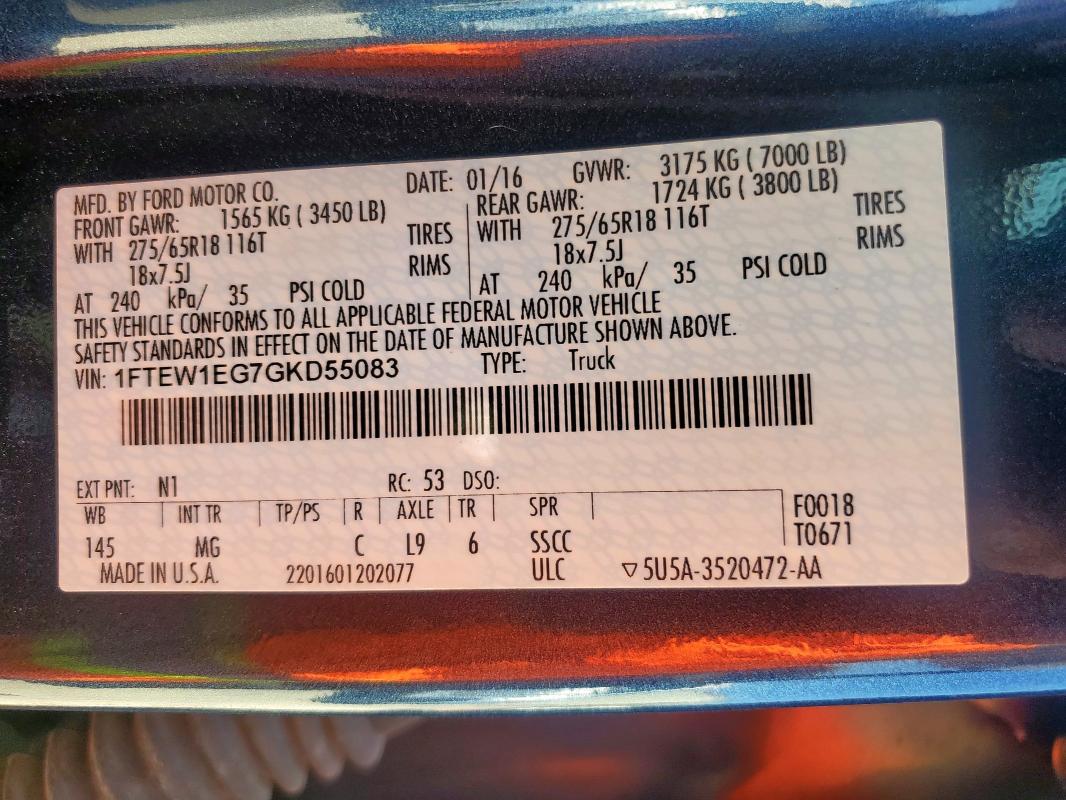 MFD. BY FORD MOTOR CO. DATE: 01/16 GVWR: 3175 KG ( 7000 LB)
FRONT GAWR: 1565 KG ( 3450 LB) REAR GAWR: 1724 KG ( 3800 LB)
WITH 275/65R18 116T TIRES WITH 275/65R18 116T TIRES
18x7.5J RIMS 18x7.5J RIMS
AT 240 kPa/ 35 PSI COLD AT 240 kPa/ 35 PSI COLD
THIS VEHICLE CONFORMS TO ALL APPLICABLE FEDERAL MOTOR VEHICLE
SAFETY STANDARDS IN EFFECT ON THE DATE OF MANUFACTURE SHOWN ABOVE.
VIN: 1FTEW1EG7GKD55083 TYPE: Truck
EXT PNT: N1 RC: 53 DSO:
WB INT TR TP/PS R AXLE TR SPR F0018
145 MG C L9 6 SSCC T0671
MADE IN U.S.A. 2201601202077 ULC ▽5U5A-3520472-AA